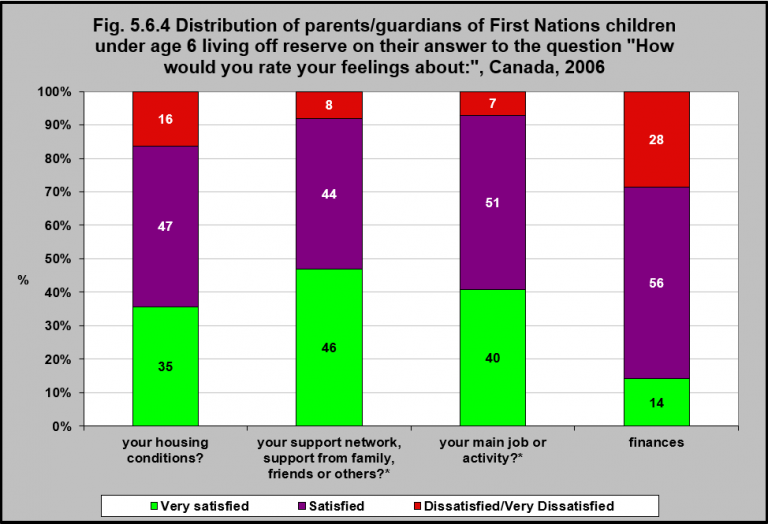 Fig. 5.6.4 Distribution of parents/guardians of First Nations children
under age 6 living off reserve on their answer to the question "How
would you rate your feelings about:", Canada, 2006
100%
90%
80%
70%
60%
50%
40%
30%
20%
10%
0%
%
16
47
35
8
44
46
7
51
40
28
56
14
your housing
conditions?
your support network,
support from family,
friends or others?*
your main job or
activity?*
finances
Very satisfied
Satisfied
Dissatisfied/Very Dissatisfied